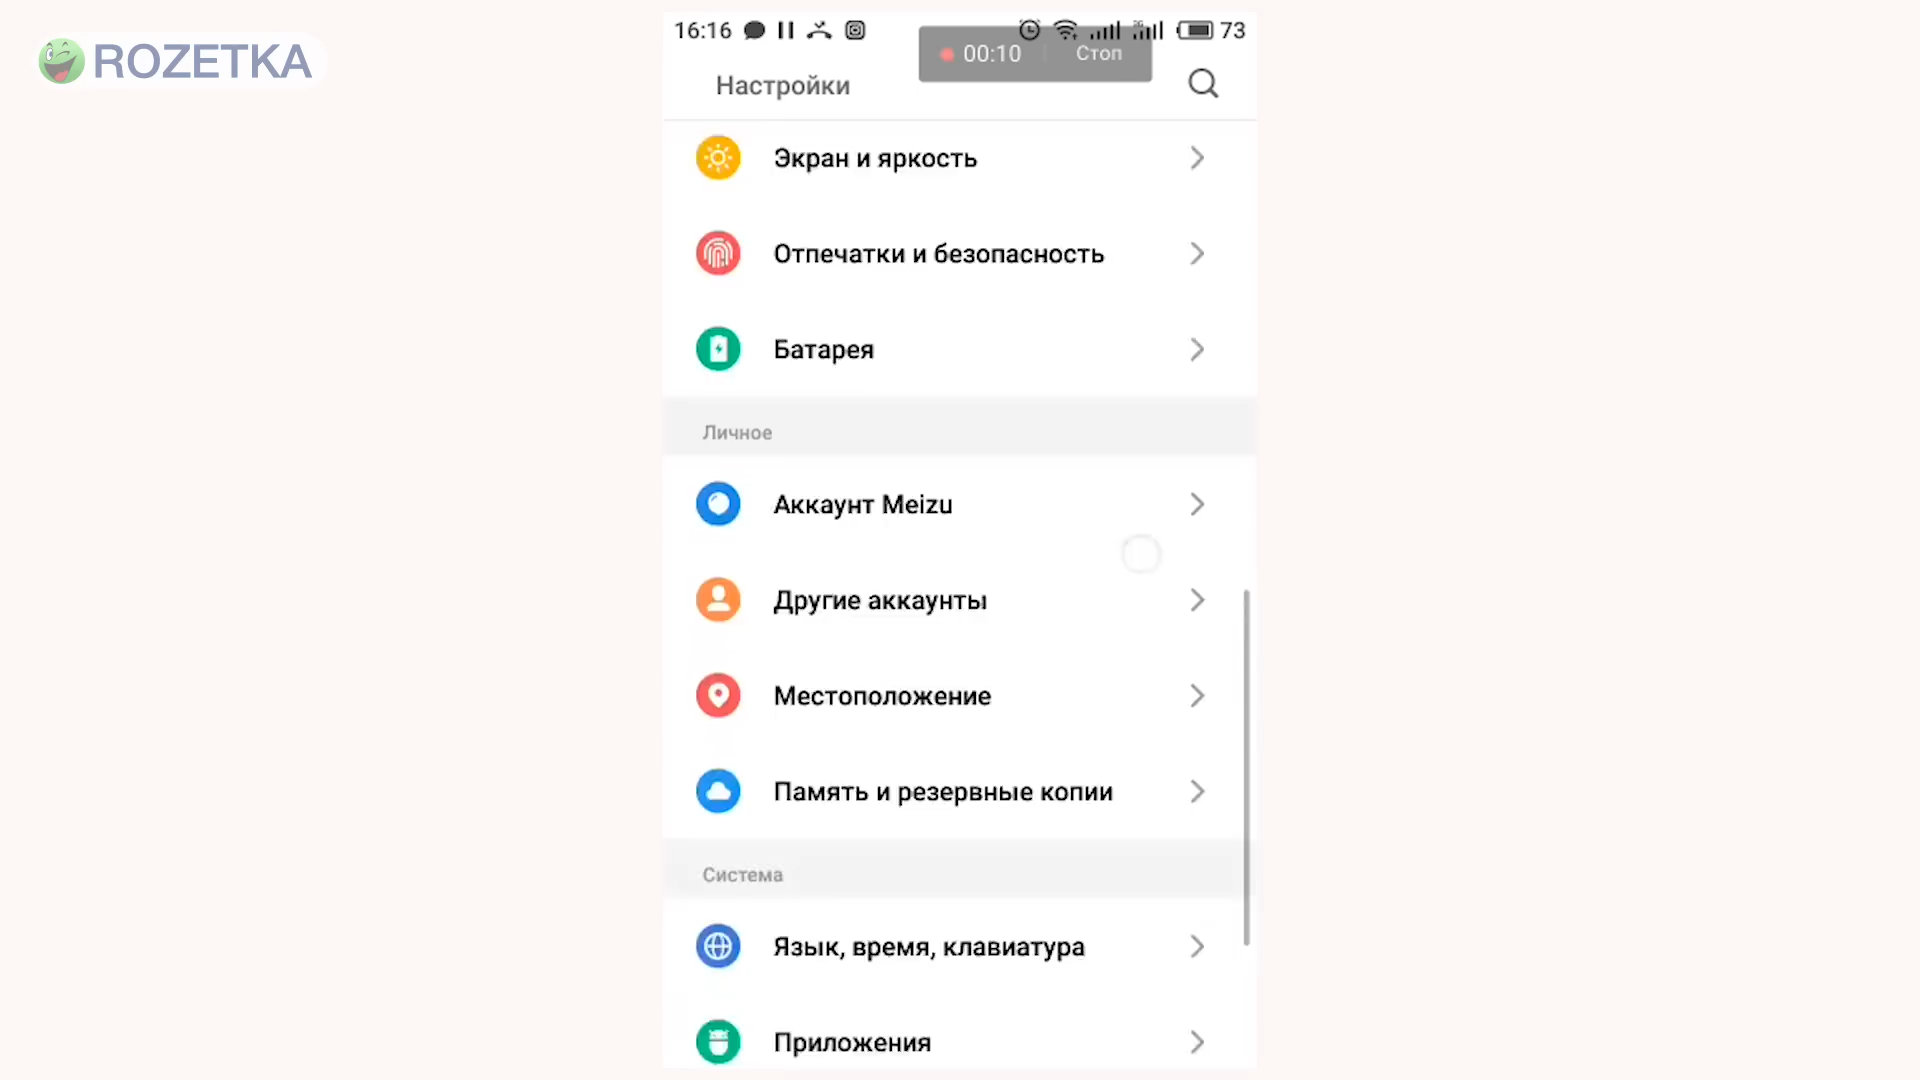 ROZETKA
16:16
73
00:10 Стоп
Настройки
Экран и яркость
Отпечатки и безопасность
Батарея
Личное
Аккаунт Meizu
Другие аккаунты
Местоположение
Память и резервные копии
Система
Язык, время, клавиатура
Приложения